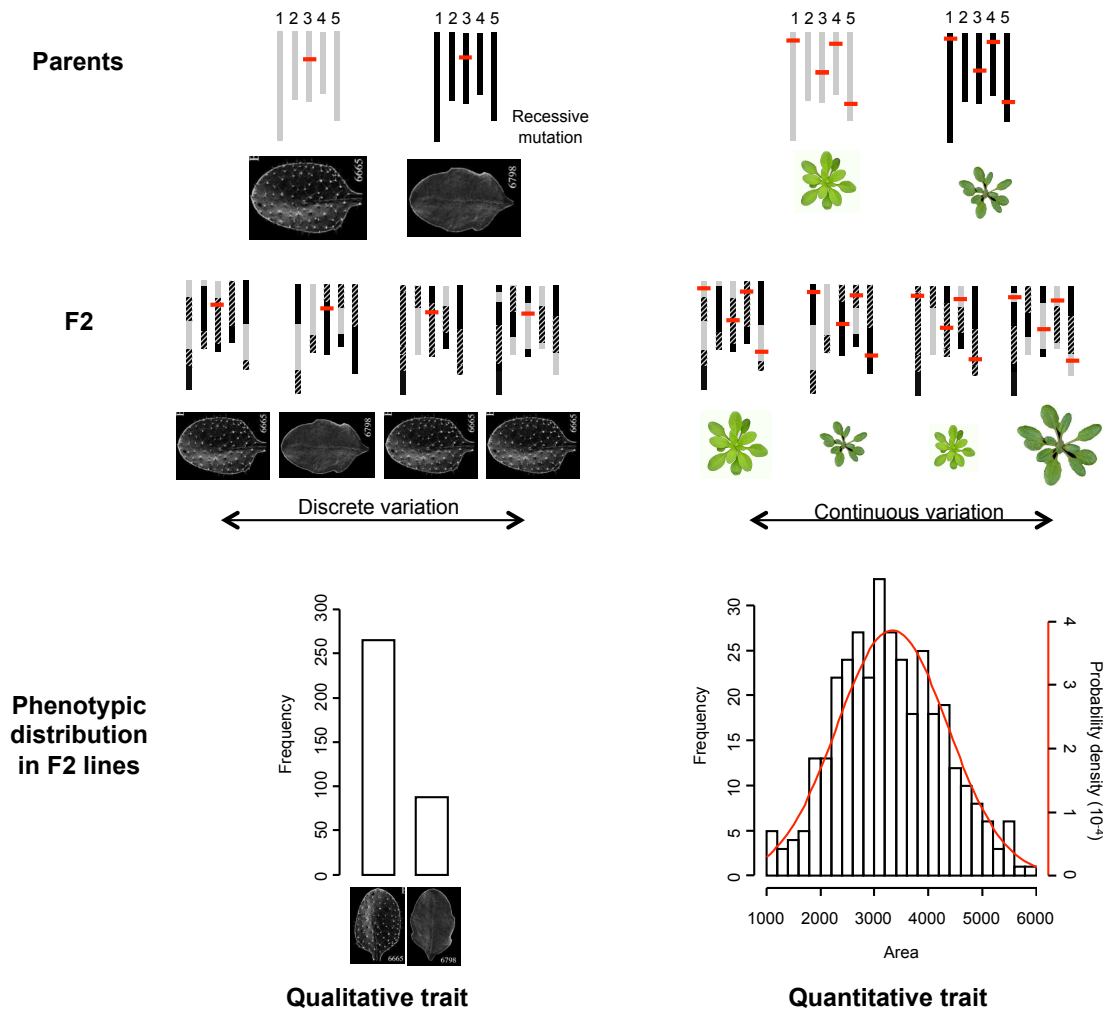 1 2 3 4 5
1 2 3 4 5
1 2 3 4 5
1 2 3 4 5
Parents
Recessive
mutation
6665
6798
F2
6665
6798
6665
6665
Discrete variation
Continuous variation
Phenotypic
distribution
in F2 lines
Frequency
0
50
100
150
200
250
300
6665
6798
Frequency
0
5
10
15
20
25
30
Probability density (10⁻⁴)
0
1
2
3
4
1000
2000
3000
4000
5000
6000
Area
Qualitative trait
Quantitative trait